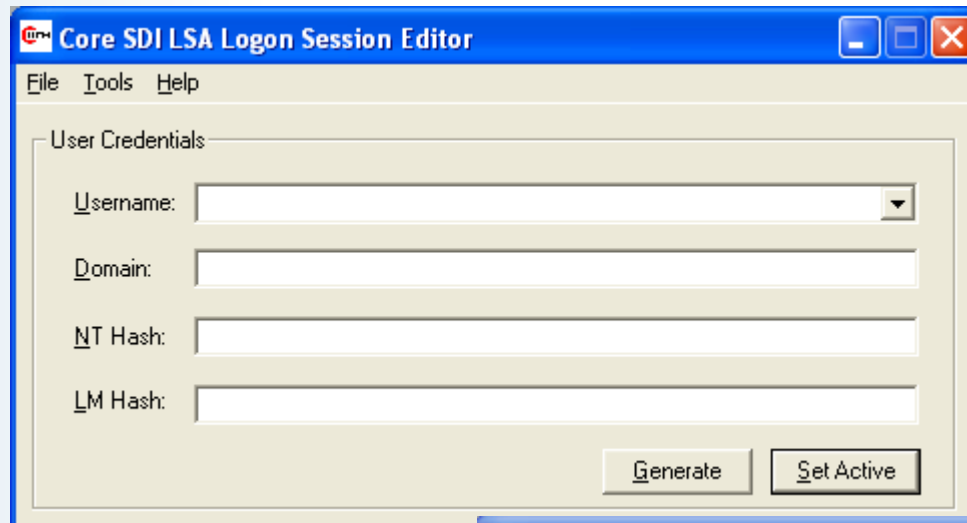 Core SDI LSA Logon Session Editor
File Tools Help
User Credentials
Username:
Domain:
NT Hash:
LM Hash:
Generate Set Active